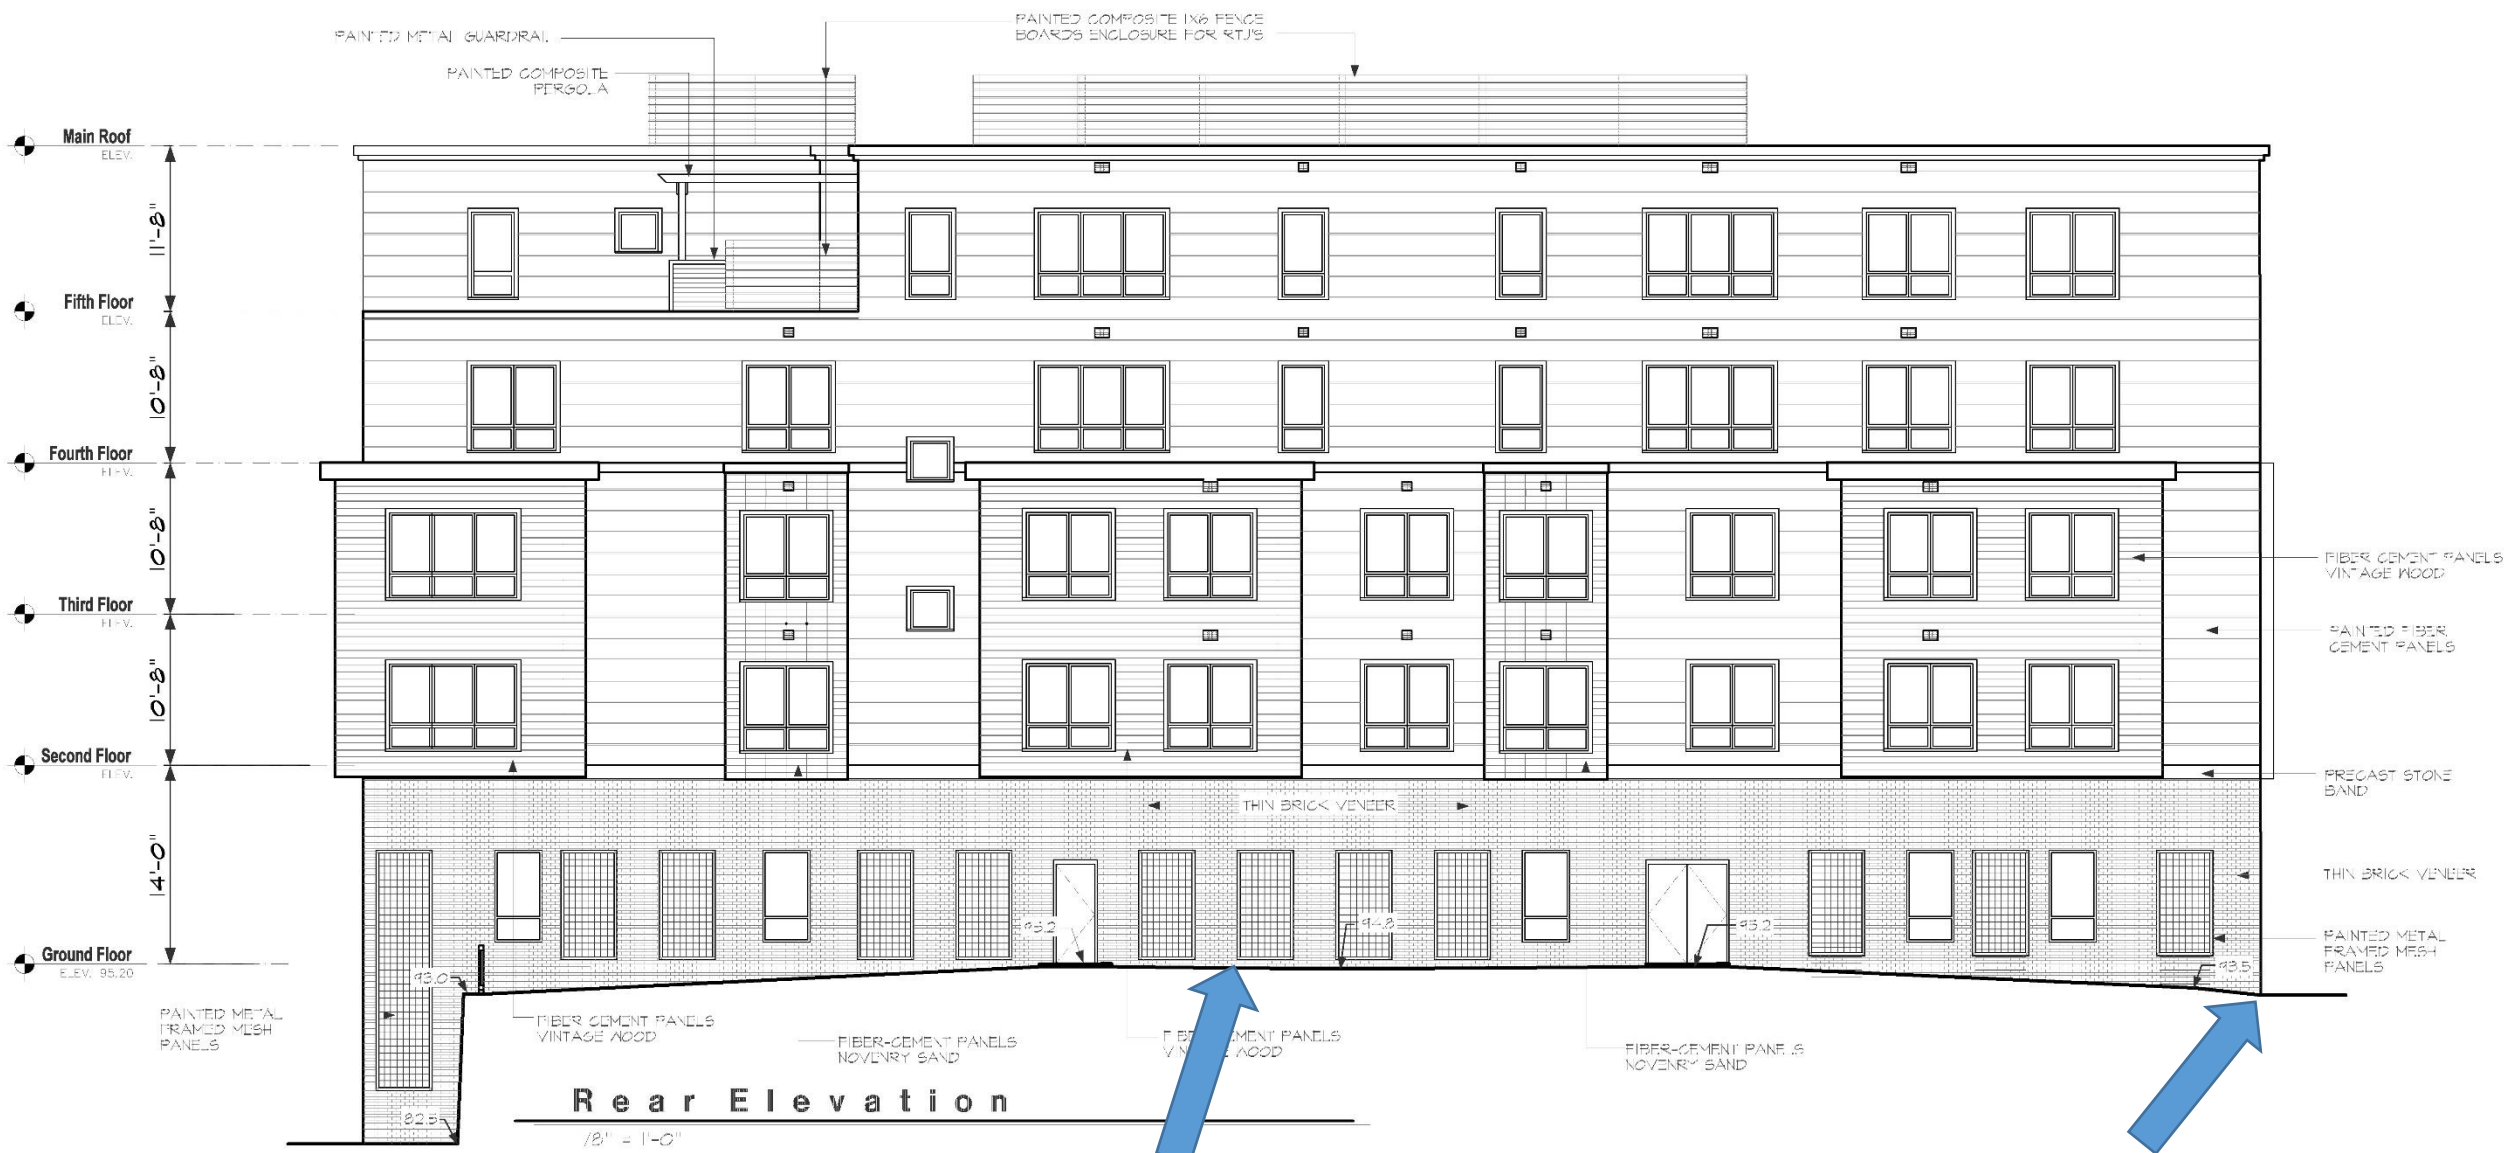 PAINTED COMPOSITE 1X6 FENCE
BOARDS ENCLOSURE FOR RTU'S
PAINTED METAL GUARDRAIL
PAINTED COMPOSITE
PERGOLA
Main Roof
ELEV.
11'-8"
Fifth Floor
ELEV.
10'-8"
Fourth Floor
ELEV.
10'-8"
Third Floor
ELEV.
10'-8"
Second Floor
ELEV.
14'-0"
Ground Floor
ELEV. 95.20
FIBER CEMENT PANELS
VINTAGE WOOD
PAINTED FIBER
CEMENT PANELS
PRECAST STONE
BAND
THIN BRICK VENEER
THIN BRICK VENEER
PAINTED METAL
FRAMED MESH
PANELS
95.2
94.8
95.2
93.5
93.0
PAINTED METAL
FRAMED MESH
PANELS
FIBER CEMENT PANELS
VINTAGE WOOD
FIBER-CEMENT PANELS
NOVENRY SAND
PANELS
WOOD
FIBER-CEMENT PANELS
NOVENRY SAND
Rear Elevation
/8" = 1'-0"